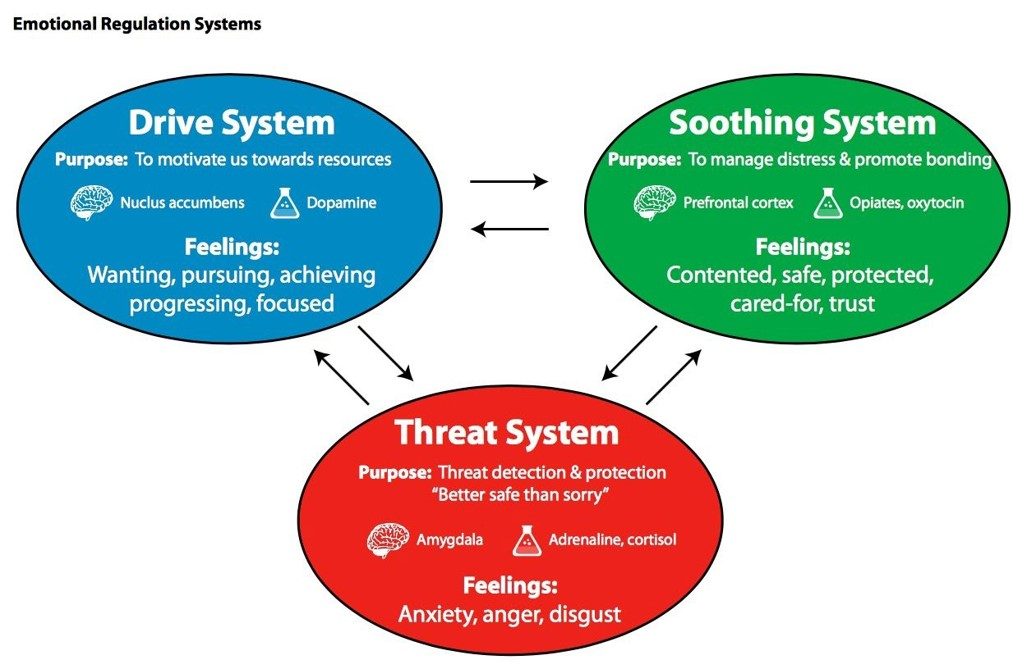 Emotional Regulation Systems
Drive System
Purpose: To motivate us towards resources
Nuclus accumbens
Dopamine
Feelings:
Wanting, pursuing, achieving
progressing, focused
Soothing System
Purpose: To manage distress & promote bonding
Prefrontal cortex
Opiates, oxytocin
Feelings:
Contented, safe, protected,
cared-for, trust
Threat System
Purpose: Threat detection & protection
“Better safe than sorry”
Amygdala
Adrenaline, cortisol
Feelings:
Anxiety, anger, disgust